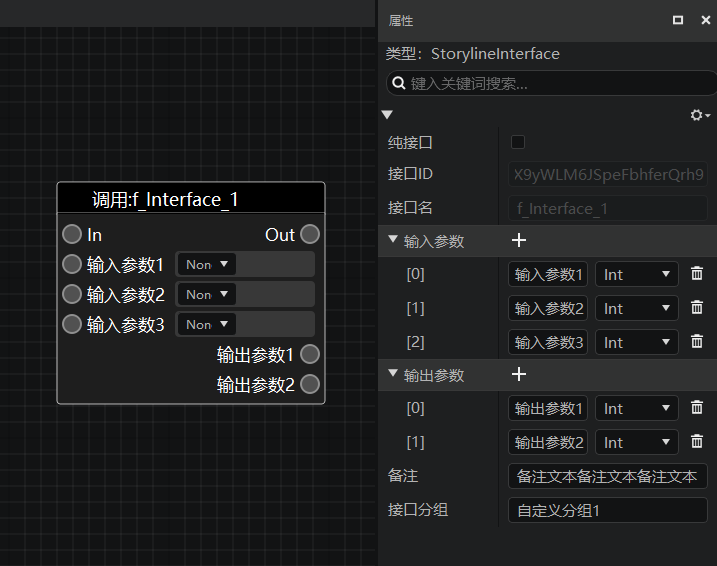 调用:f_Interface_1
In
Out
输入参数1 Non
输入参数2 Non
输入参数3 Non
输出参数1
输出参数2
属性
类型：StorylineInterface
键入关键词搜索...
纯接口
接口ID X9yWLM6JSpeFbhferQrh9
接口名 f_Interface_1
输入参数
[0] 输入参数1 Int
[1] 输入参数2 Int
[2] 输入参数3 Int
输出参数
[0] 输出参数1 Int
[1] 输出参数2 Int
备注 备注文本备注文本备注文本
接口分组 自定义分组1